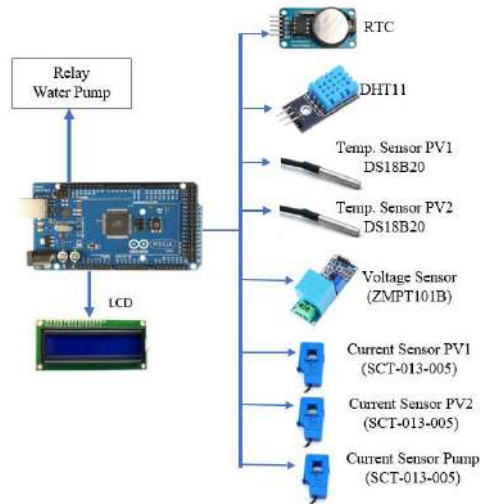 RTC
Relay
Water Pump
DHT11
Temp. Sensor PV1
DS18B20
Temp. Sensor PV2
DS18B20
Voltage Sensor
(ZMPT101B)
LCD
Current Sensor PV1
(SCT-013-005)
Current Sensor PV2
(SCT-013-005)
Current Sensor Pump
(SCT-013-005)